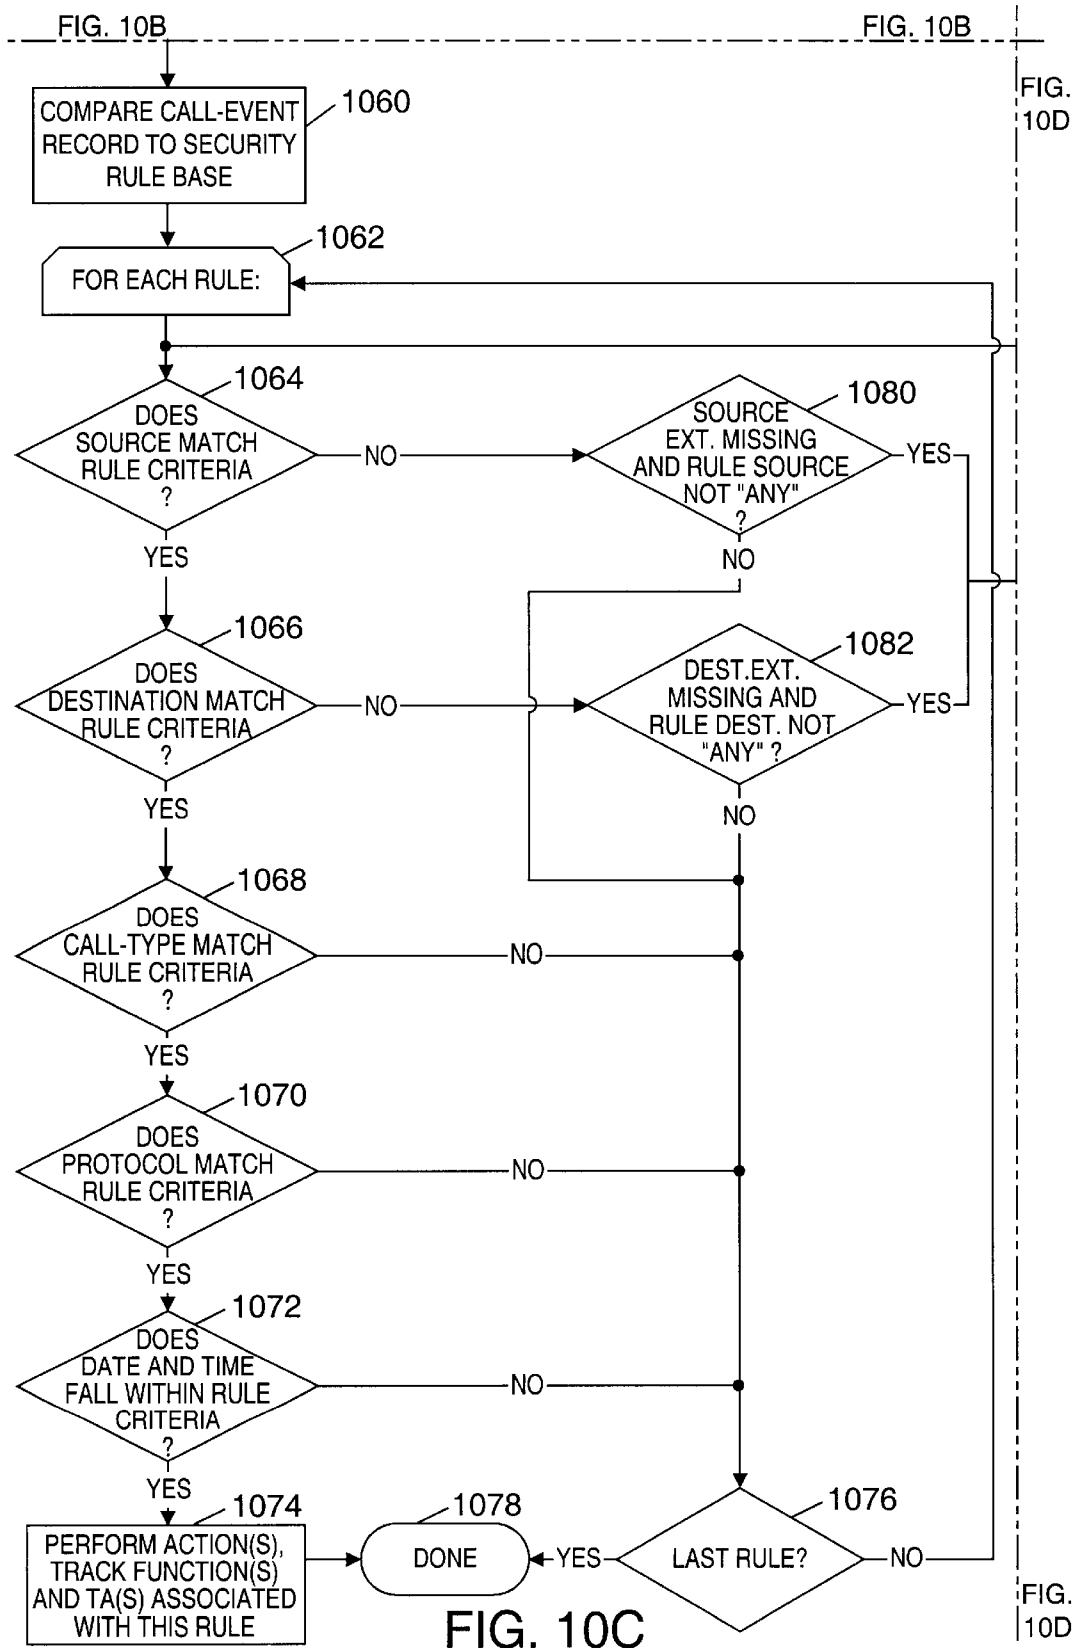 FIG. 10B
FIG. 10B
FIG.
10D
1060
COMPARE CALL-EVENT
RECORD TO SECURITY
RULE BASE
1062
FOR EACH RULE:
1064
DOES
SOURCE MATCH
RULE CRITERIA
?
NO
1080
SOURCE
EXT. MISSING
AND RULE SOURCE
NOT "ANY"
?
YES
YES
NO
1066
DOES
DESTINATION MATCH
RULE CRITERIA
?
NO
1082
DEST.EXT.
MISSING AND
RULE DEST. NOT
"ANY" ?
YES
YES
NO
1068
DOES
CALL-TYPE MATCH
RULE CRITERIA
?
NO
YES
1070
DOES
PROTOCOL MATCH
RULE CRITERIA
?
NO
YES
1072
DOES
DATE AND TIME
FALL WITHIN RULE
CRITERIA
?
NO
YES
1074
PERFORM ACTION(S),
TRACK FUNCTION(S)
AND TA(S) ASSOCIATED
WITH THIS RULE
1078
DONE
YES
1076
LAST RULE?
NO
FIG.
10D
FIG. 10C